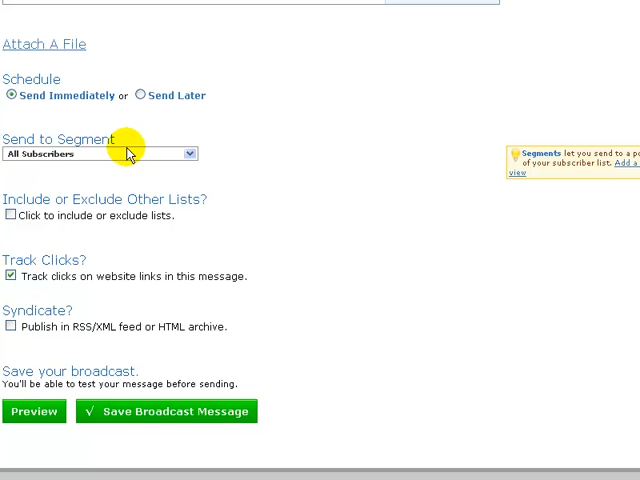 Attach A File
Schedule
Send Immediately or Send Later
Send to Segment
All Subscribers
Segments let you send to a po
of your subscriber list. Add a
view
Include or Exclude Other Lists?
Click to include or exclude lists.
Track Clicks?
Track clicks on website links in this message.
Syndicate?
Publish in RSS/XML feed or HTML archive.
Save your broadcast.
You'll be able to test your message before sending.
Preview
√ Save Broadcast Message